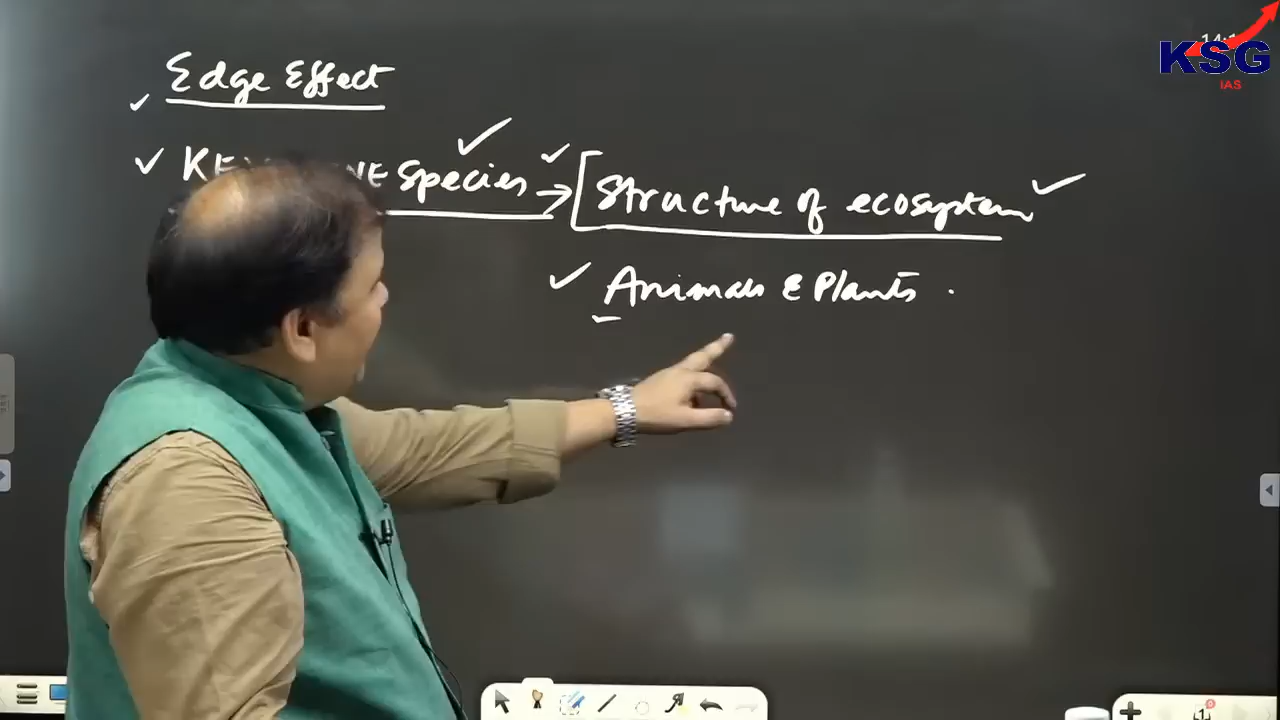 KSG
IAS
Edge Effect
Species → Structure of ecosystem
Animals & Plants .